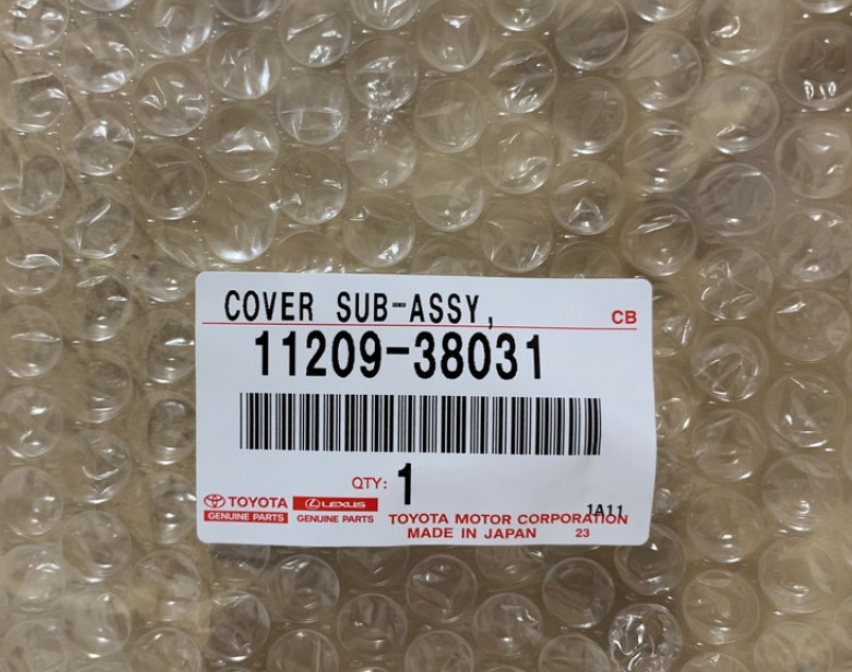 COVER SUB-ASSY,
CB
11209-38031
QTY: 1
TOYOTA
GENUINE PARTS
LEXUS
GENUINE PARTS
1A11
TOYOTA MOTOR CORPORATION
MADE IN JAPAN 23